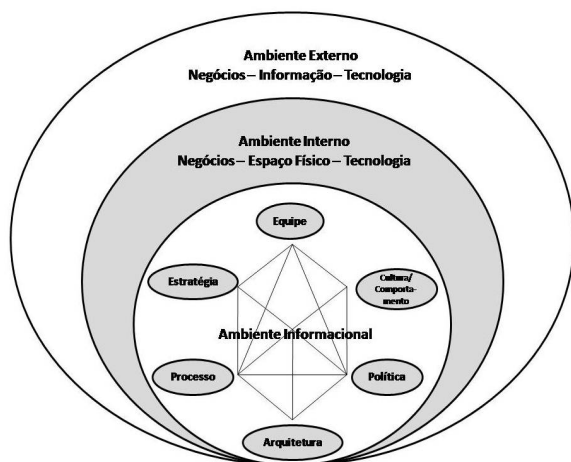 Ambiente Externo
Negócios – Informação – Tecnologia
Ambiente Interno
Negócios – Espaço Físico – Tecnologia
Equipe
Estratégia
Cultura/
Comporta-
mento
Ambiente Informacional
Processo
Política
Arquitetura